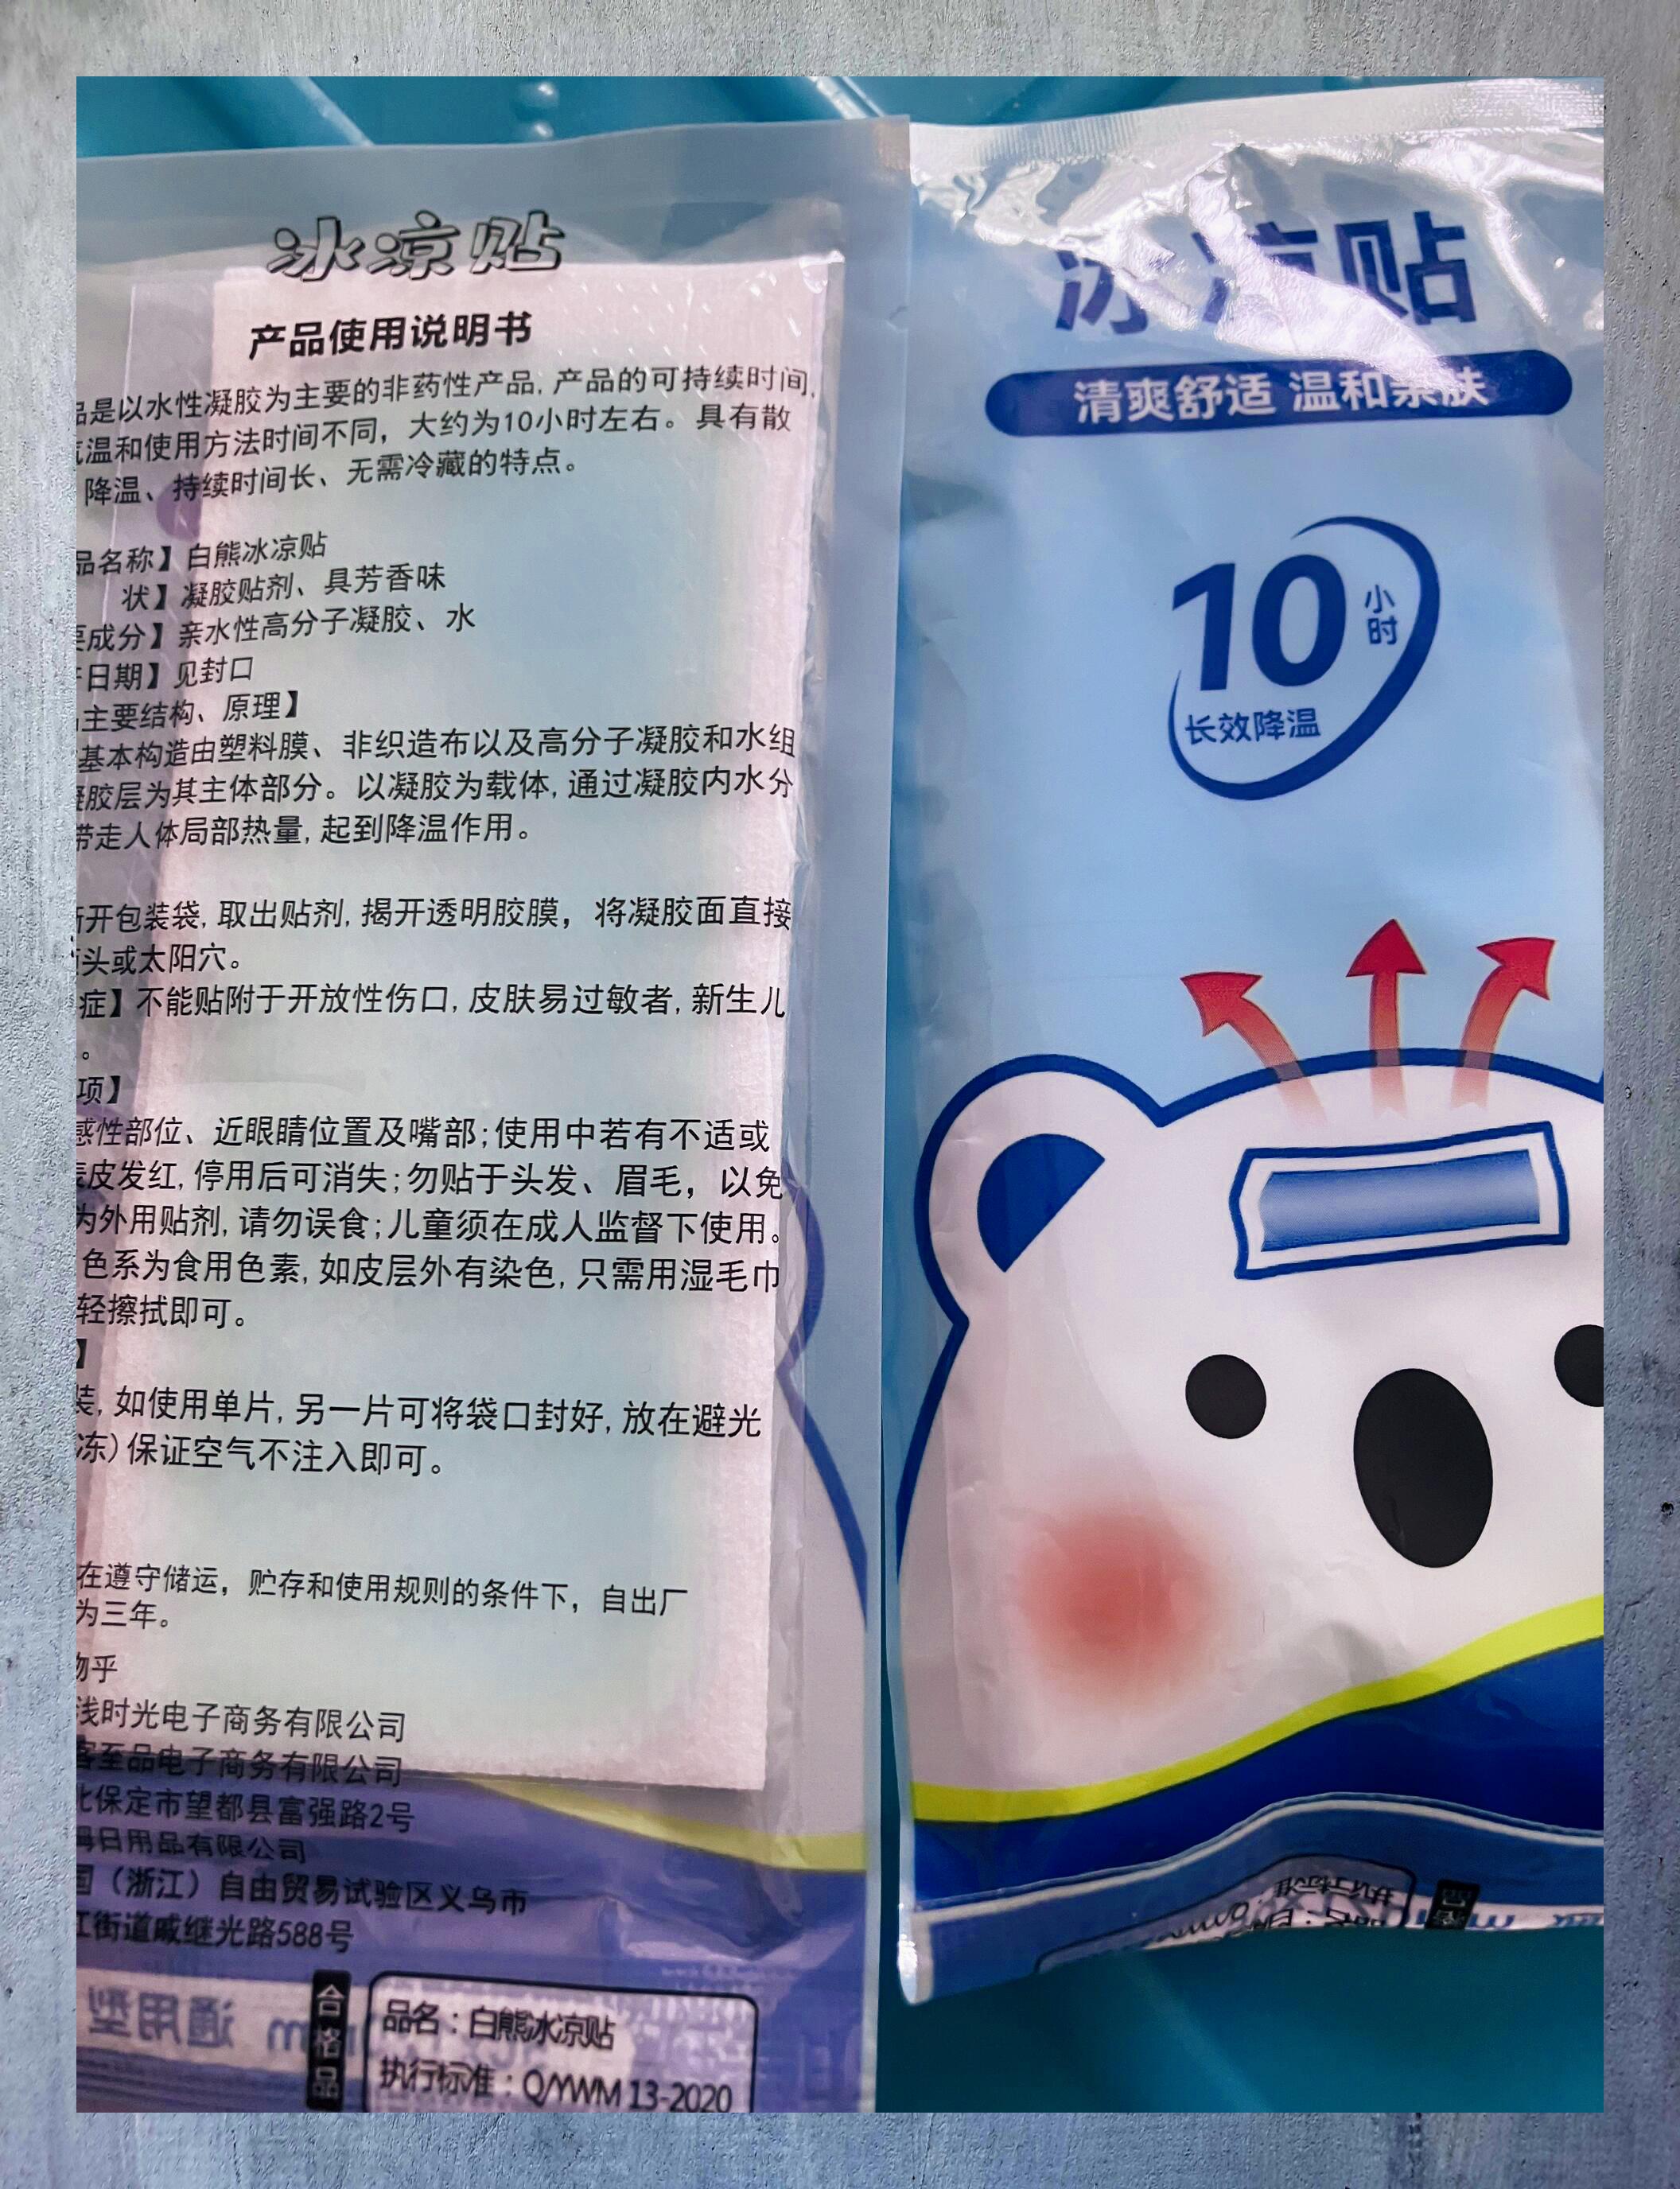 冰凉贴
产品使用说明书
品是以水性凝胶为主要的非药性产品,产品的可持续时间,
气温和使用方法时间不同，大约为10小时左右。具有散
降温、持续时间长、无需冷藏的特点。
品名称】白熊冰凉贴
状】凝胶贴剂、具芳香味
要成分】亲水性高分子凝胶、水
日期】见封口
主要结构、原理】
基本构造由塑料膜、非织造布以及高分子凝胶和水组
凝胶层为其主体部分。以凝胶为载体,通过凝胶内水分
带走人体局部热量,起到降温作用。
开包装袋,取出贴剂,揭开透明胶膜，将凝胶面直接
头或太阳穴。
症】不能贴附于开放性伤口,皮肤易过敏者,新生儿
。
项】
感性部位、近眼睛位置及嘴部;使用中若有不适或
表皮发红,停用后可消失;勿贴于头发、眉毛，以免
为外用贴剂,请勿误食;儿童须在成人监督下使用。
色系为食用色素,如皮层外有染色,只需用湿毛巾
轻擦拭即可。
】
装,如使用单片,另一片可将袋口封好,放在避光
冻)保证空气不注入即可。
在遵守储运，贮存和使用规则的条件下，自出厂
为三年。
物乎
浅时光电子商务有限公司
客至品电子商务有限公司
北保定市望都县富强路2号
日用品有限公司
国（浙江）自由贸易试验区义乌市
江街道戚继光路588号
通用型
合格品
品名：白熊冰凉贴
执行标准：Q/YWM 13-2020
冰凉贴
清爽舒适 温和亲肤
10小时
长效降温